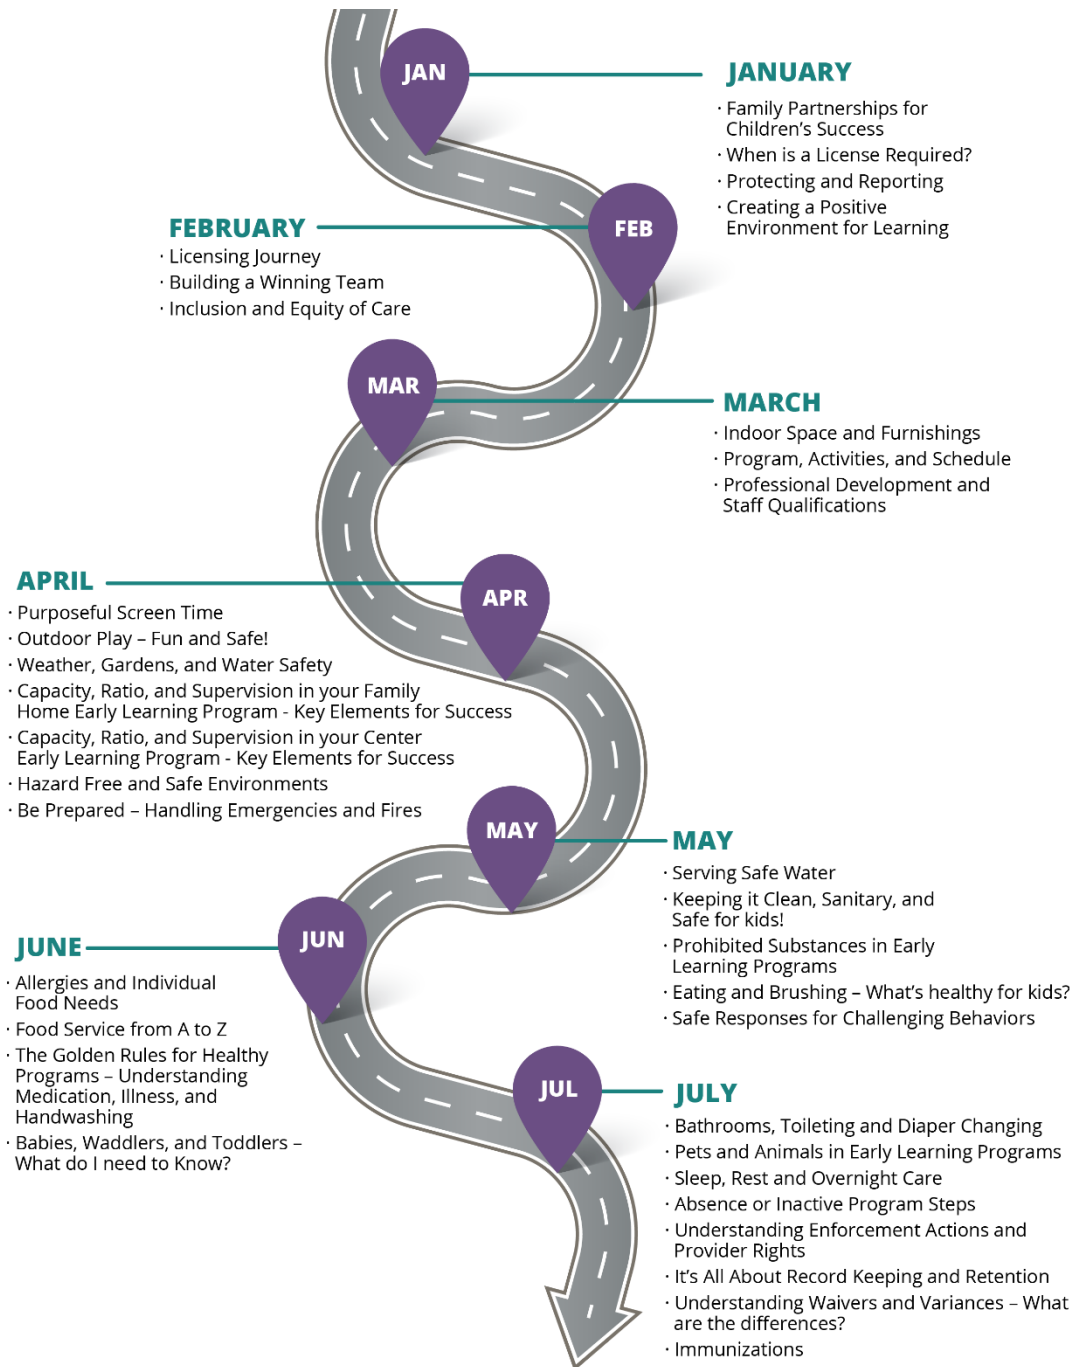 JAN
JANUARY
· Family Partnerships for
Children’s Success
· When is a License Required?
· Protecting and Reporting
· Creating a Positive
Environment for Learning
FEB
FEBRUARY
· Licensing Journey
· Building a Winning Team
· Inclusion and Equity of Care
MAR
MARCH
· Indoor Space and Furnishings
· Program, Activities, and Schedule
· Professional Development and
Staff Qualifications
APRIL
APR
· Purposeful Screen Time
· Outdoor Play – Fun and Safe!
· Weather, Gardens, and Water Safety
· Capacity, Ratio, and Supervision in your Family
Home Early Learning Program - Key Elements for Success
· Capacity, Ratio, and Supervision in your Center
Early Learning Program - Key Elements for Success
· Hazard Free and Safe Environments
· Be Prepared – Handling Emergencies and Fires
MAY
MAY
· Serving Safe Water
· Keeping it Clean, Sanitary, and
Safe for kids!
· Prohibited Substances in Early
Learning Programs
· Eating and Brushing – What’s healthy for kids?
· Safe Responses for Challenging Behaviors
JUNE
JUN
· Allergies and Individual
Food Needs
· Food Service from A to Z
· The Golden Rules for Healthy
Programs – Understanding
Medication, Illness, and
Handwashing
· Babies, Waddlers, and Toddlers –
What do I need to Know?
JUL
JULY
· Bathrooms, Toileting and Diaper Changing
· Pets and Animals in Early Learning Programs
· Sleep, Rest and Overnight Care
· Absence or Inactive Program Steps
· Understanding Enforcement Actions and
Provider Rights
· It’s All About Record Keeping and Retention
· Understanding Waivers and Variances – What
are the differences?
· Immunizations